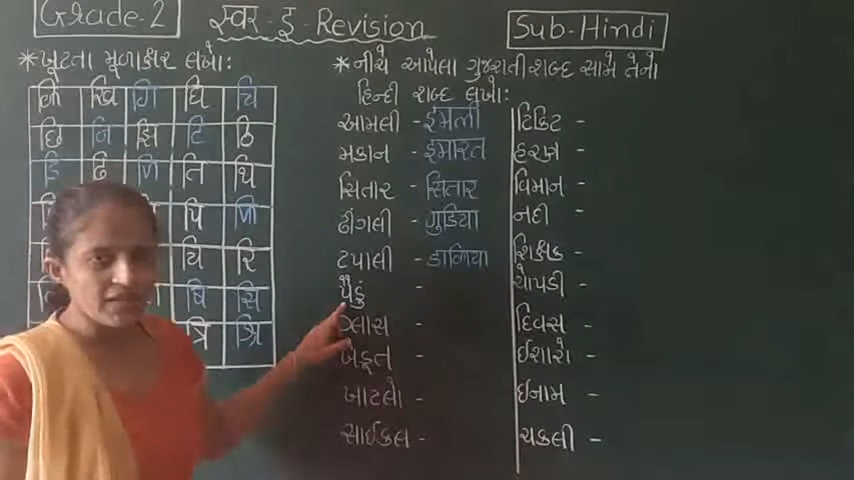 Grade-2
स्वर-इ-Revision
Sub-Hindi
*ખૂટતા મૂળાક્ષર લખો:
कि खि गि घि चि
छि जि झि टि ठि
डि ढि णि ति थि
पि
यि रि
षि सि
त्रि श्रि
*નીચે આપેલા ગુજરાતી શબ્દ સામે તેનો
હિન્દી શબ્દ લખો:
આમલી - इमली
મકાન - इमारत
સિતાર - सितार
ઢીંગલી - गुडिया
ટપાલી - डाकिया
પૈડું -
ગ્લાસ -
ખેડૂત -
ખાટલો -
સાઈકલ -
ટિકિટ -
હરણ -
વિમાન -
નદી -
શિક્ષક -
ચોપડી -
દિવસ -
ઈશારો -
ઈનામ -
ચકલી -